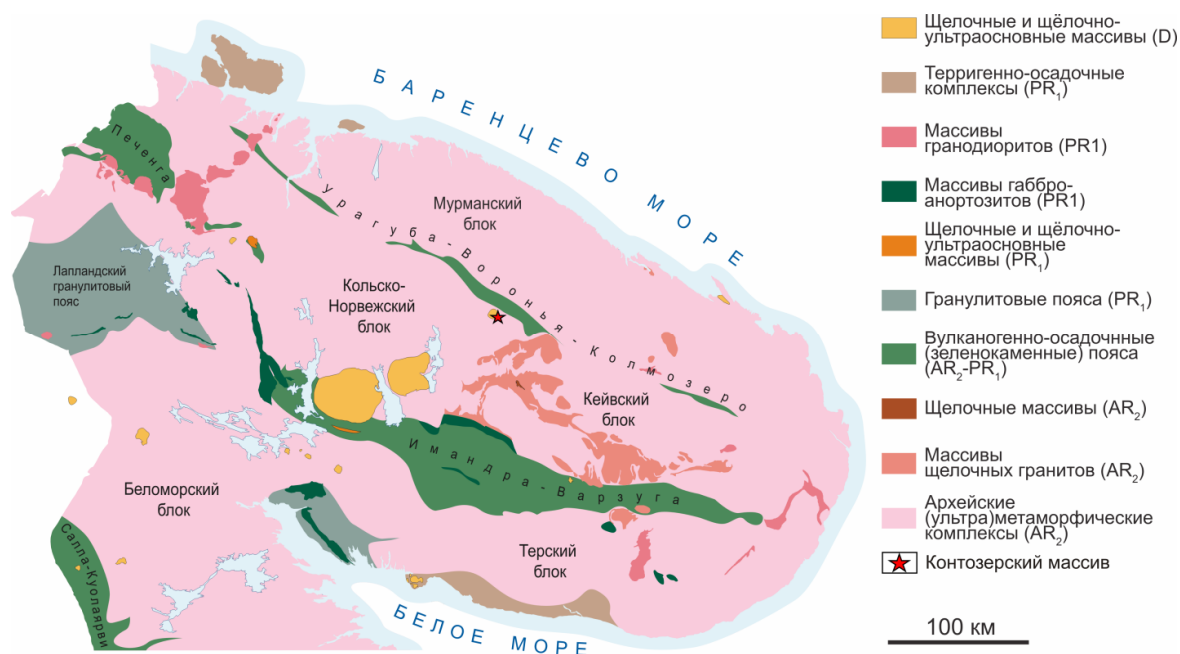 БАРЕНЦЕВО МОРЕ
Печенга
Урагуба-Воронья-Колмозеро
Мурманский
блок
Лапландский
гранулитовый
пояс
Кольско-
Норвежский
блок
Кейвский
блок
Имандра-Варзуга
Беломорский
блок
Салла-Куолаярви
Терский
блок
БЕЛОЕ МОРЕ
Щелочные и щёлочно-
ультраосновные массивы (D)
Терригенно-осадочные
комплексы (PR₁)
Массивы
гранодиоритов (PR1)
Массивы габбро-
анортозитов (PR1)
Щелочные и щёлочно-
ультраосновные
массивы (PR₁)
Гранулитовые пояса (PR₁)
Вулканогенно-осадочнные
(зеленокаменные) пояса
(AR₂-PR₁)
Щелочные массивы (AR₂)
Массивы
щелочных гранитов (AR₂)
Архейские
(ультра)метаморфические
комплексы (AR₂)
Контозерский массив
100 км